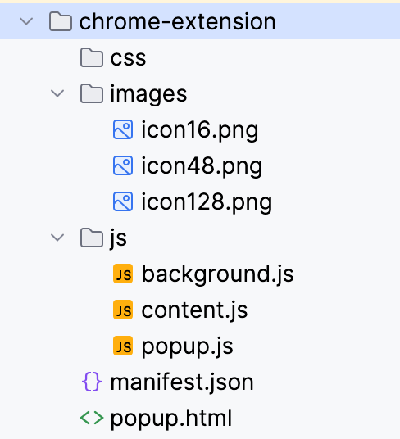 chrome-extension
css
images
icon16.png
icon48.png
icon128.png
js
JS background.js
JS content.js
JS popup.js
{} manifest.json
<> popup.html